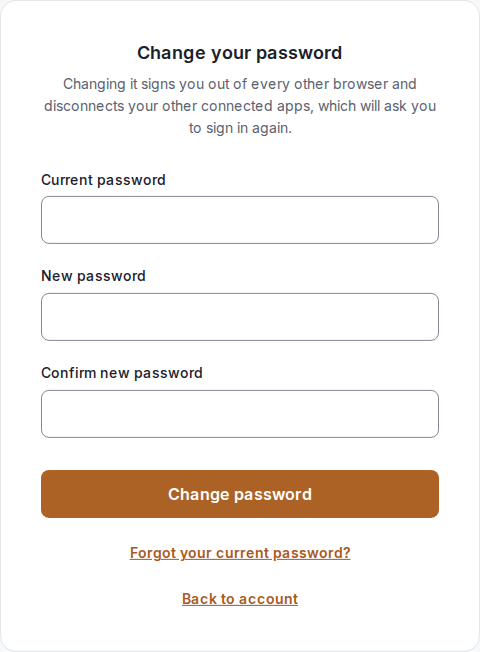 Change your password
Changing it signs you out of every other browser and
disconnects your other connected apps, which will ask you
to sign in again.
Current password
New password
Confirm new password
Change password
Forgot your current password?
Back to account